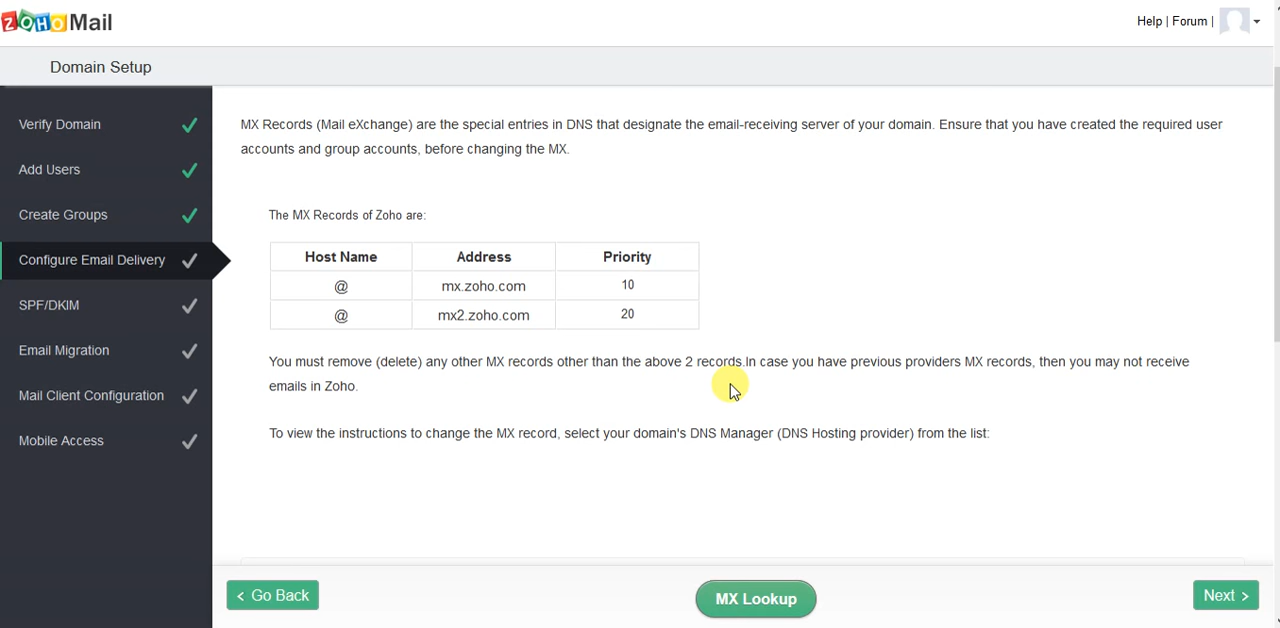 ZOHO Mail
Help | Forum |
Domain Setup
Verify Domain
Add Users
Create Groups
Configure Email Delivery
SPF/DKIM
Email Migration
Mail Client Configuration
Mobile Access
MX Records (Mail eXchange) are the special entries in DNS that designate the email-receiving server of your domain. Ensure that you have created the required user
accounts and group accounts, before changing the MX.
The MX Records of Zoho are:
Host Name Address Priority
@ mx.zoho.com 10
@ mx2.zoho.com 20
You must remove (delete) any other MX records other than the above 2 records.In case you have previous providers MX records, then you may not receive
emails in Zoho.
To view the instructions to change the MX record, select your domain's DNS Manager (DNS Hosting provider) from the list:
< Go Back
MX Lookup
Next >